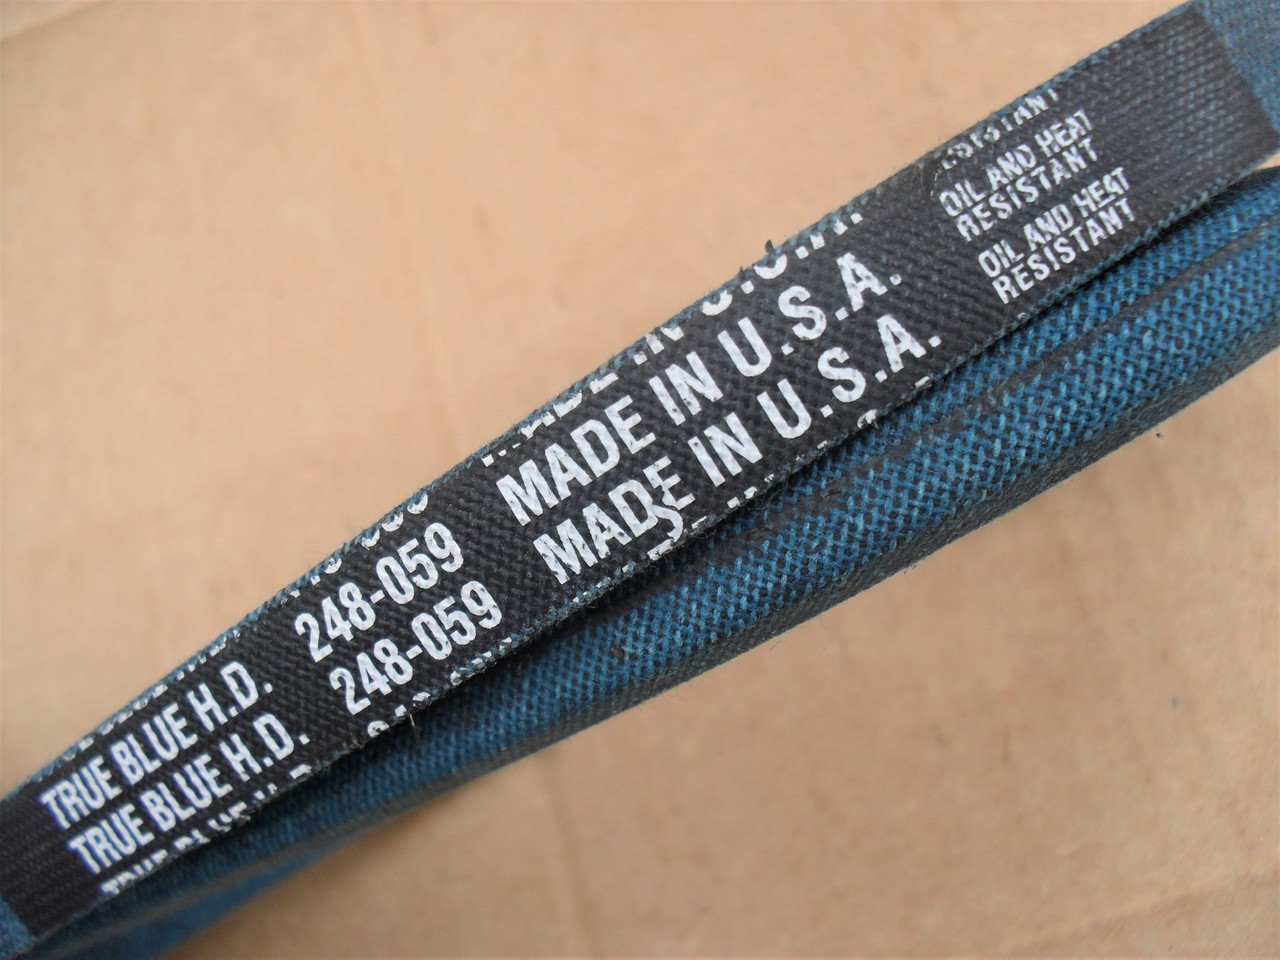 TRUE BLUE H.D. 248-059 MADE IN U.S.A. OIL AND HEAT
RESISTANT
TRUE BLUE H.D. 248-059 MADE IN U.S.A. OIL AND HEAT
RESISTANT